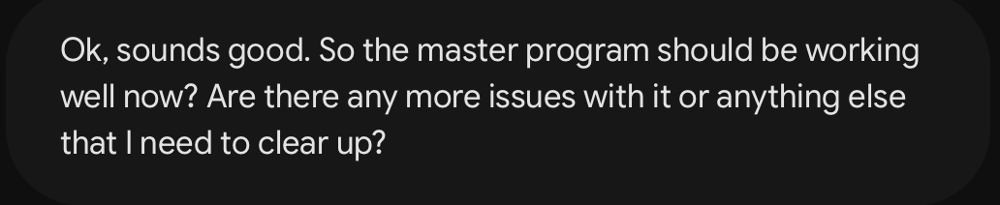 Ok, sounds good. So the master program should be working
well now? Are there any more issues with it or anything else
that I need to clear up?